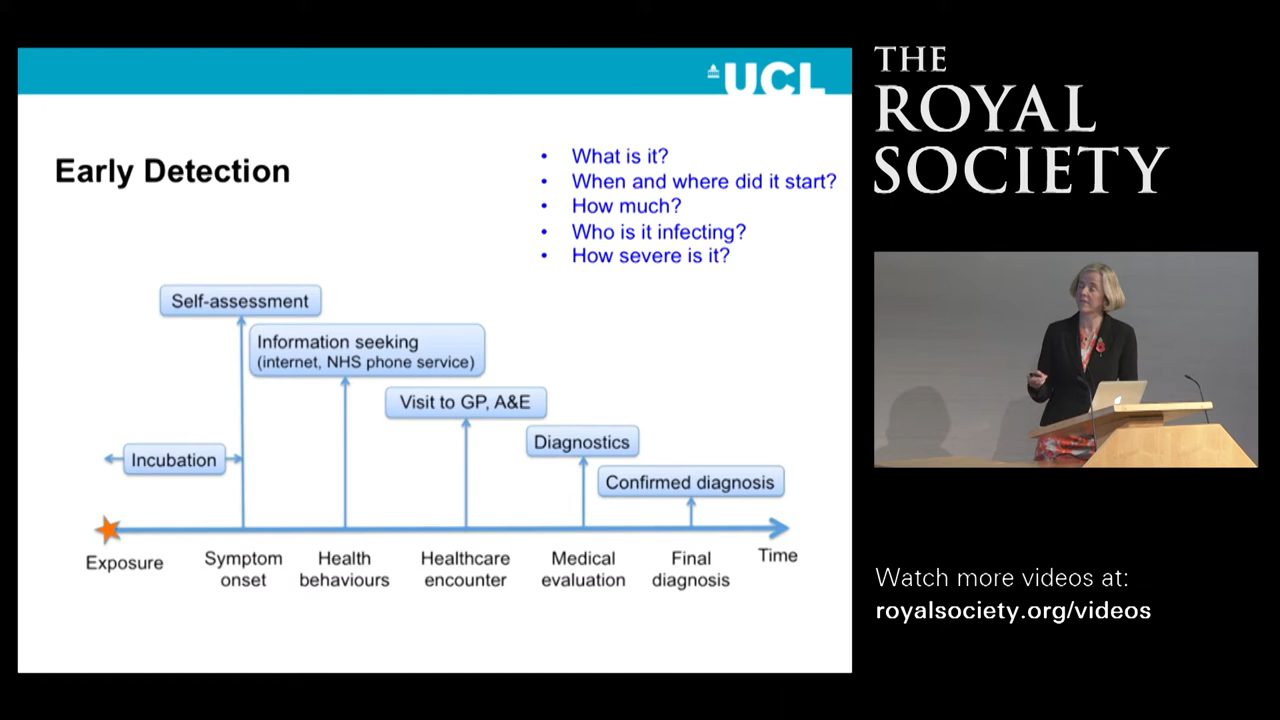 UCL
Early Detection
• What is it?
• When and where did it start?
• How much?
• Who is it infecting?
• How severe is it?
Self-assessment
Information seeking
(internet, NHS phone service)
Visit to GP, A&E
Diagnostics
Confirmed diagnosis
Incubation
Exposure
Symptom
onset
Health
behaviours
Healthcare
encounter
Medical
evaluation
Final
diagnosis
Time
THE
ROYAL
SOCIETY
Watch more videos at:
royalsociety.org/videos